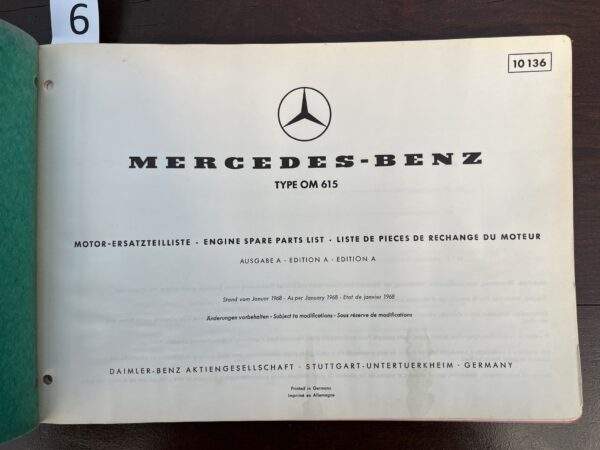 6
10 136
MERCEDES-BENZ
TYPE OM 615
MOTOR-ERSATZTEILLISTE · ENGINE SPARE PARTS LIST · LISTE DE PIECES DE RECHANGE DU MOTEUR
AUSGABE A · EDITION A · EDITION A
Stand vom Januar 1968 · As per January 1968 · Etat de janvier 1968
Änderungen vorbehalten · Subject to modifications · Sous réserve de modifications
DAIMLER-BENZ AKTIENGESELLSCHAFT · STUTTGART-UNTERTUERKHEIM · GERMANY
Printed in Germany
Imprimé en Allemagne